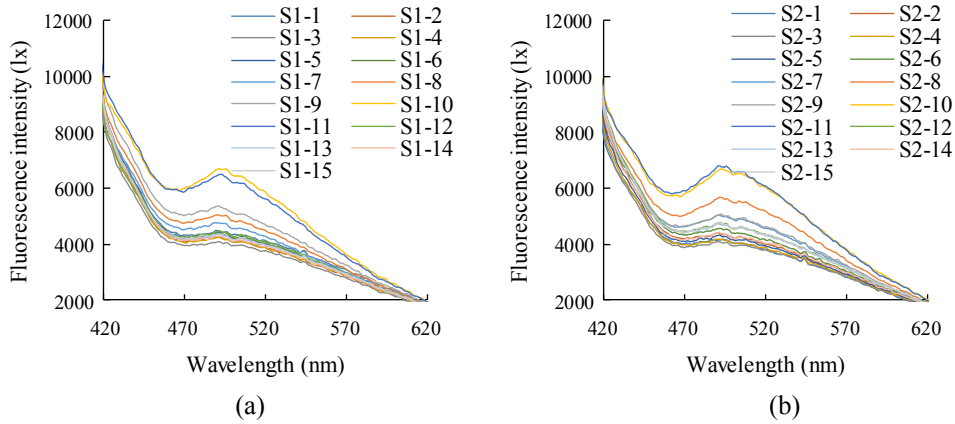 Fluorescence intensity (lx)
12000
10000
8000
6000
4000
2000
420 470 520 570 620
Wavelength (nm)
S1-1 S1-2
S1-3 S1-4
S1-5 S1-6
S1-7 S1-8
S1-9 S1-10
S1-11 S1-12
S1-13 S1-14
S1-15
(a)
Fluorescence intensity (lx)
12000
10000
8000
6000
4000
2000
420 470 520 570 620
Wavelength (nm)
S2-1 S2-2
S2-3 S2-4
S2-5 S2-6
S2-7 S2-8
S2-9 S2-10
S2-11 S2-12
S2-13 S2-14
S2-15
(b)